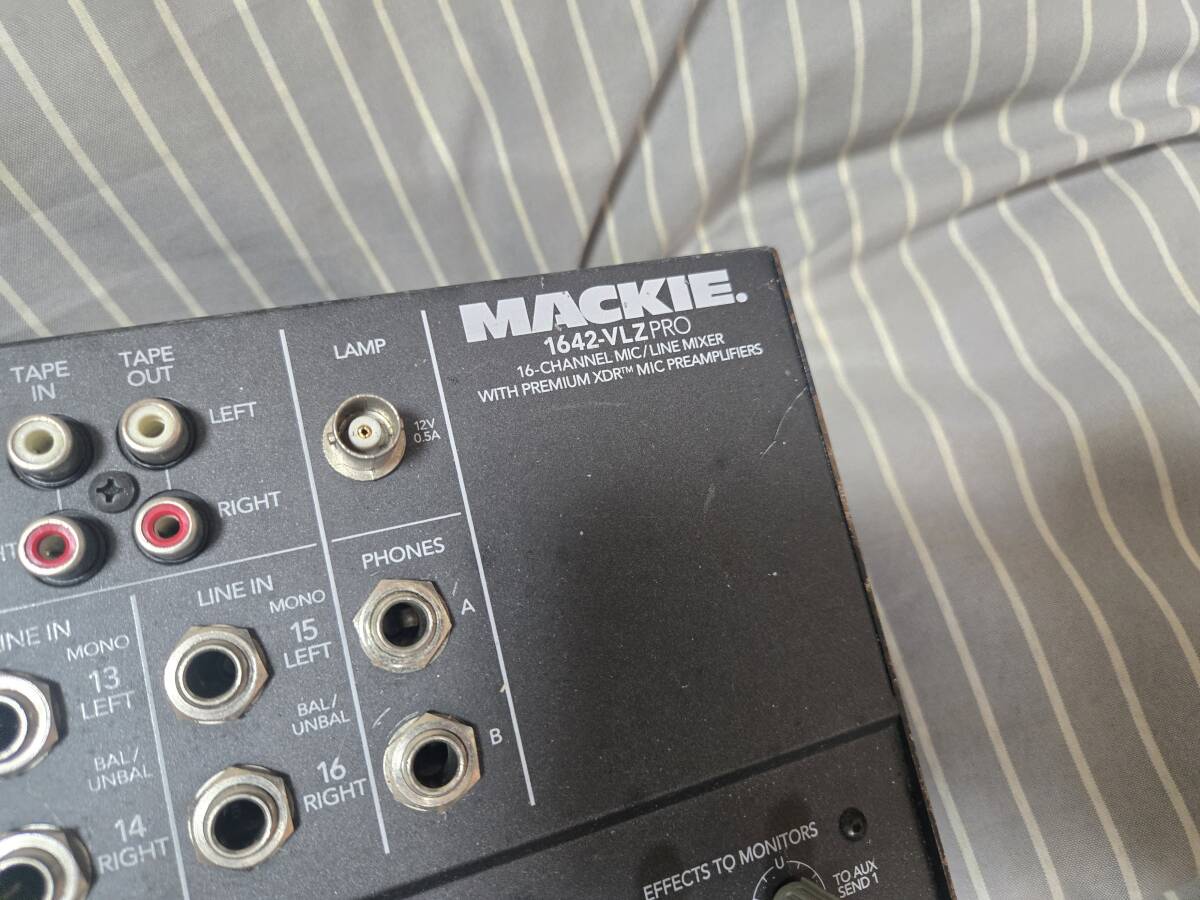 MACKIE.
1642-VLZ PRO
16-CHANNEL MIC/LINE MIXER
WITH PREMIUM XDR™ MIC PREAMPLIFIERS
TAPE
IN
TAPE
OUT
LEFT
RIGHT
LAMP
12V
0.5A
PHONES
A
B
LINE IN
MONO
15
LEFT
BAL/
UNBAL
16
RIGHT
LINE IN
MONO
13
LEFT
BAL/
UNBAL
14
RIGHT
EFFECTS TO MONITORS
U
TO AUX
SEND 1